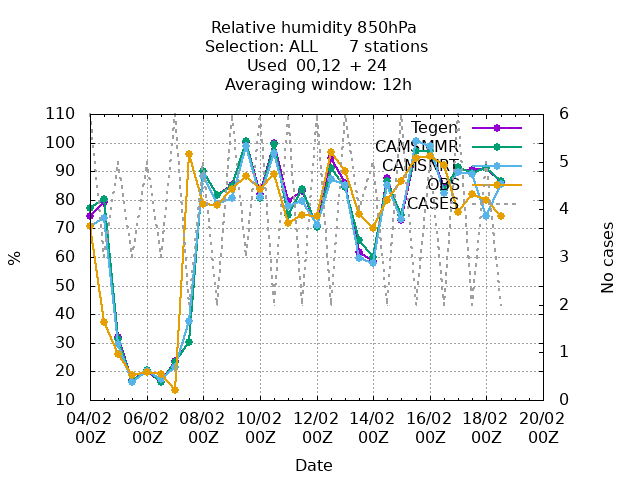 Relative humidity 850hPa
Selection: ALL 7 stations
Used 00,12 + 24
Averaging window: 12h
110
100
90
80
70
60
50
40
30
20
10
%
6
5
4
3
2
1
0
No cases
Tegen
CAMSMMR
OBS
CASES
04/02 06/02 08/02 10/02 12/02 14/02 16/02 18/02 20/02
00Z 00Z 00Z 00Z 00Z 00Z 00Z 00Z 00Z
Date